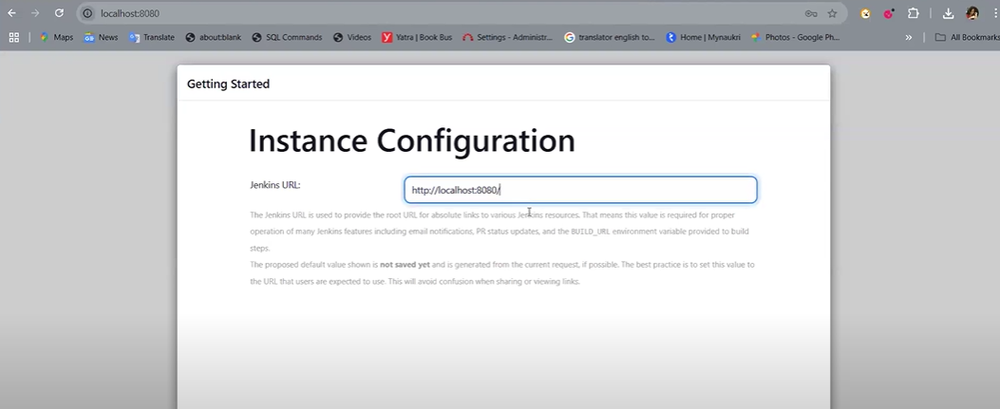 localhost:8080
Maps News Translate about:blank SQL Commands Videos Yatra | Book Bus Settings - Administr... translator english to... Home | Mynaukri Photos - Google Ph... » All Bookmarks
Getting Started
Instance Configuration
Jenkins URL: http://localhost:8080/
The Jenkins URL is used to provide the root URL for absolute links to various Jenkins resources. That means this value is required for proper
operation of many Jenkins features including email notifications, PR status updates, and the BUILD_URL environment variable provided to build
steps.
The proposed default value shown is not saved yet and is generated from the current request, if possible. The best practice is to set this value to
the URL that users are expected to use. This will avoid confusion when sharing or viewing links.